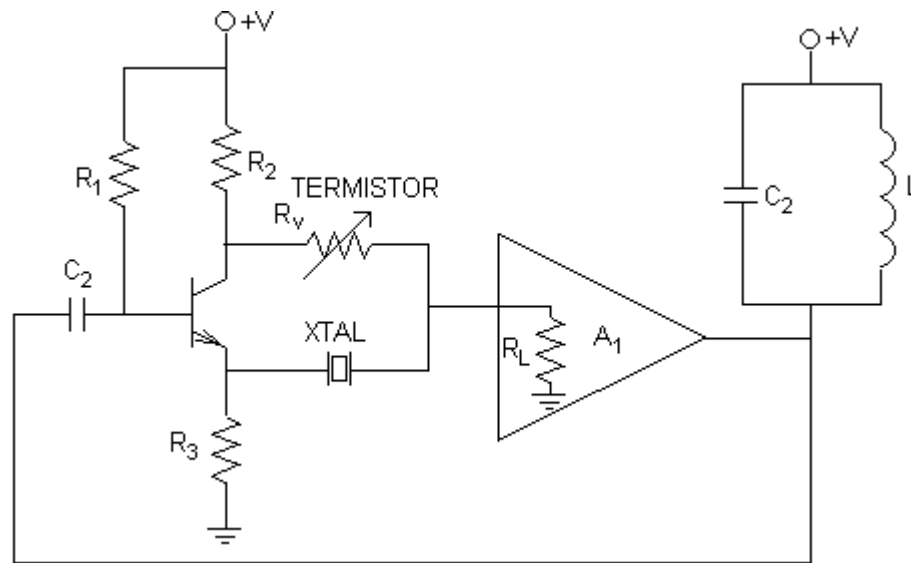 +V
+V
R1
R2
C2
L
TERMISTOR
Rv
C2
XTAL
RL
A1
R3